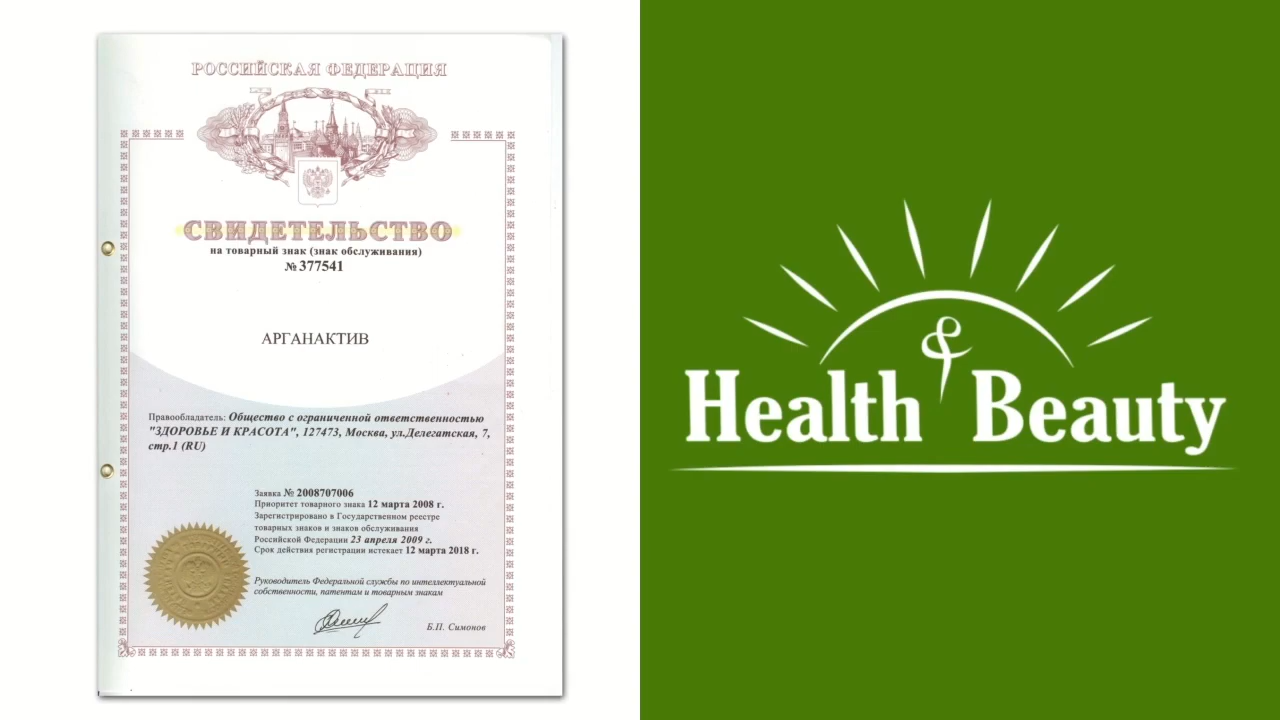 РОССИЙСКАЯ ФЕДЕРАЦИЯ
СВИДЕТЕЛЬСТВО
на товарный знак (знак обслуживания)
№ 377541
АРГАНАКТИВ
Правообладатель: Общество с ограниченной ответственностью
"ЗДОРОВЬЕ И КРАСОТА", 127473, Москва, ул.Делегатская, 7,
стр.1 (RU)
Заявка № 2008707006
Приоритет товарного знака 12 марта 2008 г.
Зарегистрировано в Государственном реестре
товарных знаков и знаков обслуживания
Российской Федерации 23 апреля 2009 г.
Срок действия регистрации истекает 12 марта 2018 г.
Руководитель Федеральной службы по интеллектуальной
собственности, патентам и товарным знакам
Б.П. Симонов
Health & Beauty